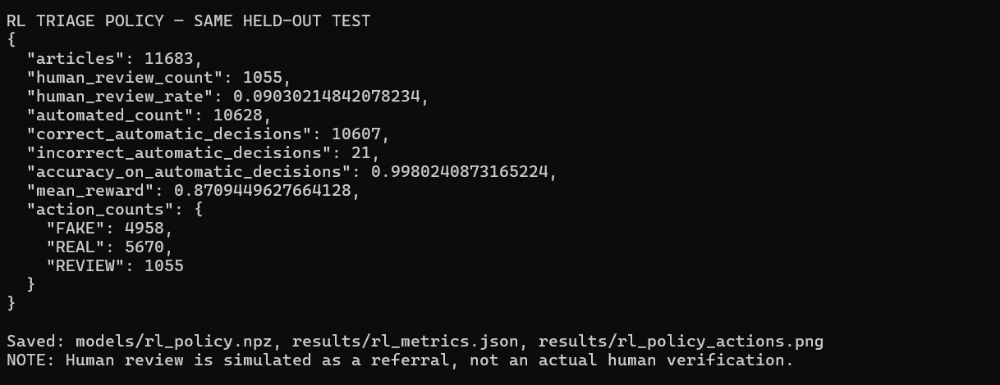 RL TRIAGE POLICY — SAME HELD-OUT TEST
{
  "articles": 11683,
  "human_review_count": 1055,
  "human_review_rate": 0.09030214842078234,
  "automated_count": 10628,
  "correct_automatic_decisions": 10607,
  "incorrect_automatic_decisions": 21,
  "accuracy_on_automatic_decisions": 0.9980240873165224,
  "mean_reward": 0.8709449627664128,
  "action_counts": {
    "FAKE": 4958,
    "REAL": 5670,
    "REVIEW": 1055
  }
}
Saved: models/rl_policy.npz, results/rl_metrics.json, results/rl_policy_actions.png
NOTE: Human review is simulated as a referral, not an actual human verification.